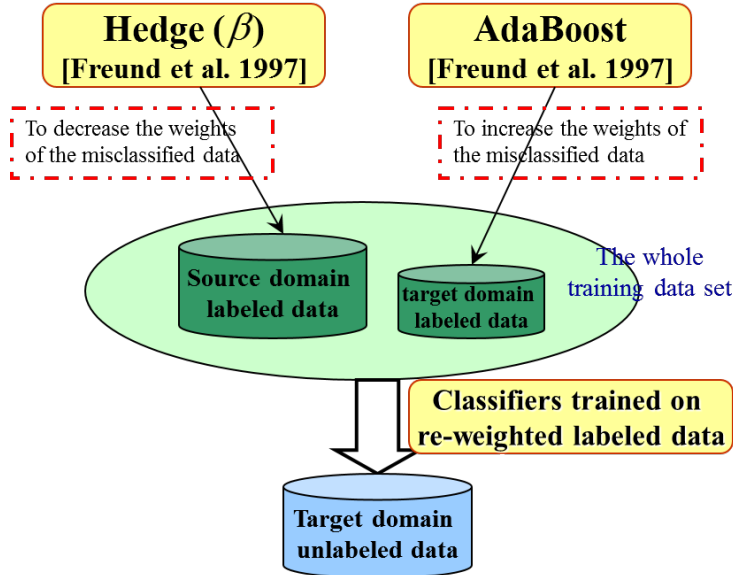 Hedge (β)
[Freund et al. 1997]
AdaBoost
[Freund et al. 1997]
To decrease the weights
of the misclassified data
To increase the weights of
the misclassified data
Source domain
labeled data
target domain
labeled data
The whole
training data set
Classifiers trained on
re-weighted labeled data
Target domain
unlabeled data